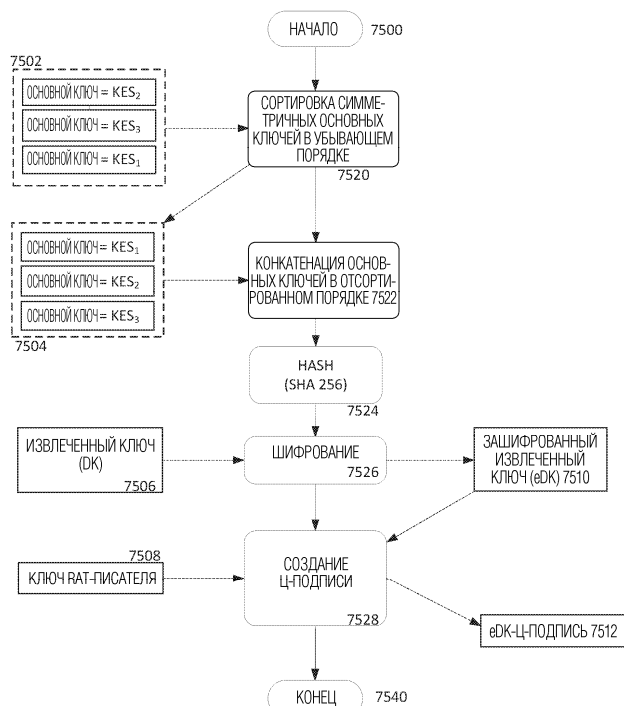 НАЧАЛО 7500
7502
ОСНОВНОЙ КЛЮЧ = KES₂
ОСНОВНОЙ КЛЮЧ = KES₃
ОСНОВНОЙ КЛЮЧ = KES₁
СОРТИРОВКА СИММЕ-
ТРИЧНЫХ ОСНОВНЫХ
КЛЮЧЕЙ В УБЫВАЮЩЕМ
ПОРЯДКЕ
7520
ОСНОВНОЙ КЛЮЧ = KES₁
ОСНОВНОЙ КЛЮЧ = KES₂
ОСНОВНОЙ КЛЮЧ = KES₃
7504
КОНКАТЕНАЦИЯ ОСНОВ-
НЫХ КЛЮЧЕЙ В ОТСОРТИ-
РОВАННОМ ПОРЯДКЕ 7522
HASH
(SHA 256)
7524
ИЗВЛЕЧЕННЫЙ КЛЮЧ
(DK)
7506
ШИФРОВАНИЕ
7526
ЗАШИФРОВАННЫЙ
ИЗВЛЕЧЕННЫЙ
КЛЮЧ (eDK) 7510
7508
КЛЮЧ RAT-ПИСАТЕЛЯ
СОЗДАНИЕ
Ц-ПОДПИСИ
7528
eDK-Ц-ПОДПИСЬ 7512
КОНЕЦ 7540